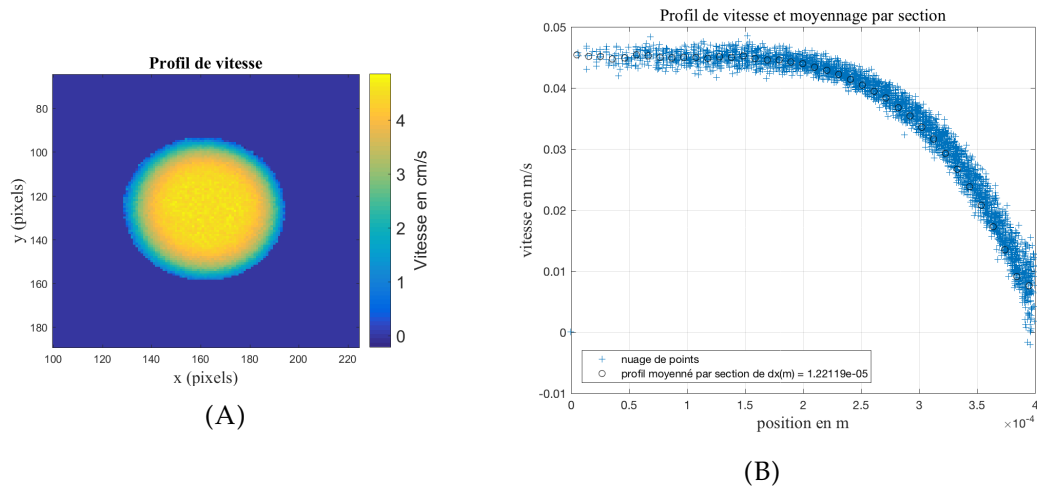 Profil de vitesse
80
100
120
140
160
180
y (pixels)
100 120 140 160 180 200 220
x (pixels)
4
3
2
1
0
Vitesse en cm/s
(A)
Profil de vitesse et moyennage par section
0.05
0.04
0.03
0.02
0.01
0
-0.01
vitesse en m/s
nuage de points
profil moyenné par section de dx(m) = 1.22119e-05
0 0.5 1 1.5 2 2.5 3 3.5 4
×10⁻⁴
position en m
(B)